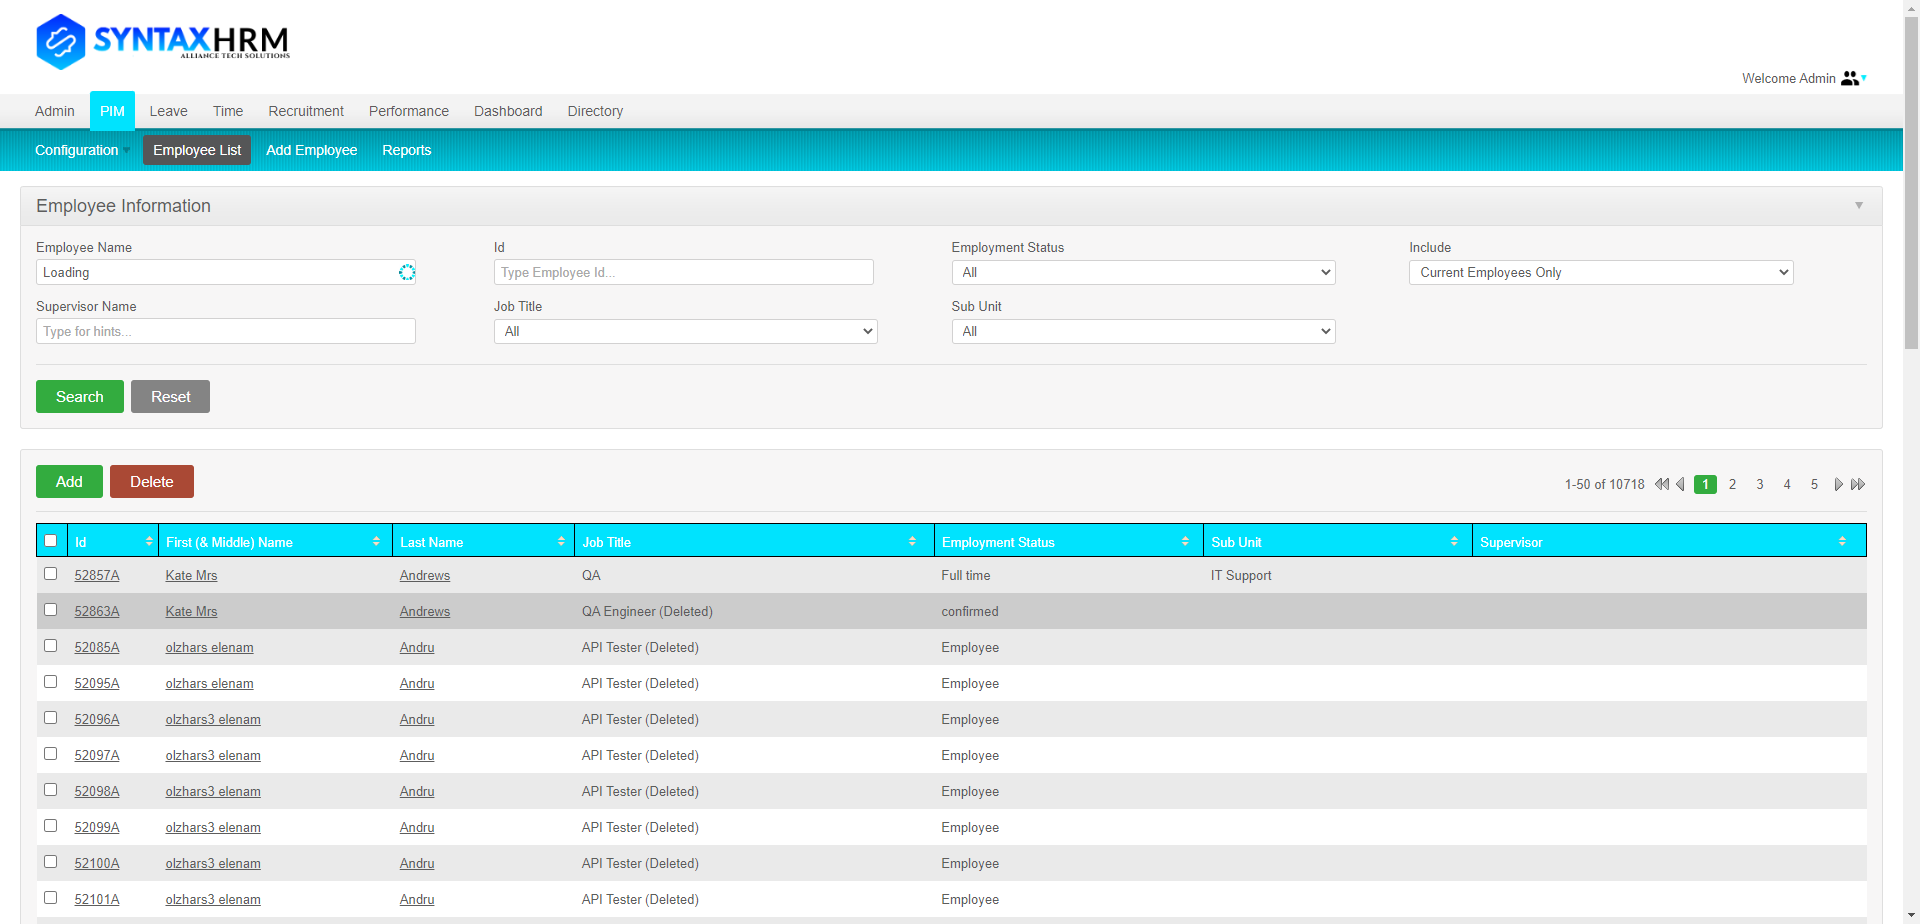 SYNTAXHRM
ALLIANCE TECH SOLUTIONS
Welcome Admin
Admin PIM Leave Time Recruitment Performance Dashboard Directory
Configuration Employee List Add Employee Reports
Employee Information
Employee Name Id Employment Status Include
Loading Type Employee Id... All Current Employees Only
Supervisor Name Job Title Sub Unit
Type for hints... All All
Search Reset
Add Delete 1-50 of 10718 1 2 3 4 5
Id First (& Middle) Name Last Name Job Title Employment Status Sub Unit Supervisor
52857A Kate Mrs Andrews QA Full time IT Support
52863A Kate Mrs Andrews QA Engineer (Deleted) confirmed
52085A olzhars elenam Andru API Tester (Deleted) Employee
52095A olzhars elenam Andru API Tester (Deleted) Employee
52096A olzhars3 elenam Andru API Tester (Deleted) Employee
52097A olzhars3 elenam Andru API Tester (Deleted) Employee
52098A olzhars3 elenam Andru API Tester (Deleted) Employee
52099A olzhars3 elenam Andru API Tester (Deleted) Employee
52100A olzhars3 elenam Andru API Tester (Deleted) Employee
52101A olzhars3 elenam Andru API Tester (Deleted) Employee